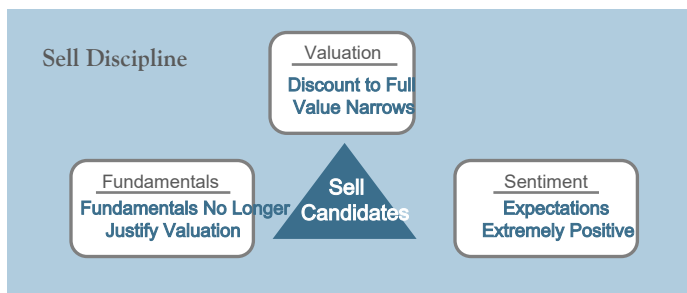 Sell Discipline
Valuation
Discount to Full
Value Narrows
Fundamentals
Fundamentals No Longer
Justify Valuation
Sell
Candidates
Sentiment
Expectations
Extremely Positive